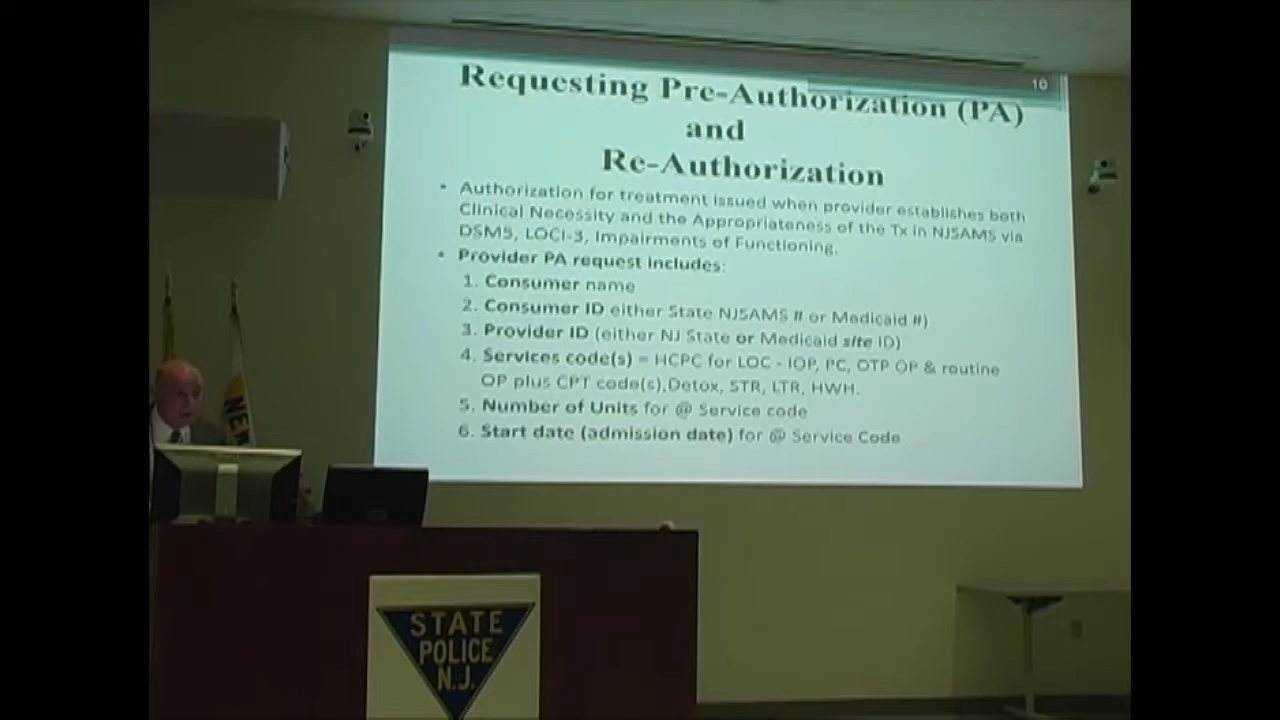 10
Requesting Pre-Authorization (PA)
and
Re-Authorization
• Authorization for treatment issued when provider establishes both
Clinical Necessity and the Appropriateness of the Tx in NJSAMS via
DSM5, LOCI-3, Impairments of Functioning.
• Provider PA request includes:
1. Consumer name
2. Consumer ID either State NJSAMS # or Medicaid #)
3. Provider ID (either NJ State or Medicaid site ID)
4. Services code(s) = HCPC for LOC - IOP, PC, OTP OP & routine
OP plus CPT code(s),Detox, STR, LTR, HWH.
5. Number of Units for @ Service code
6. Start date (admission date) for @ Service Code
STATE
POLICE
N.J.